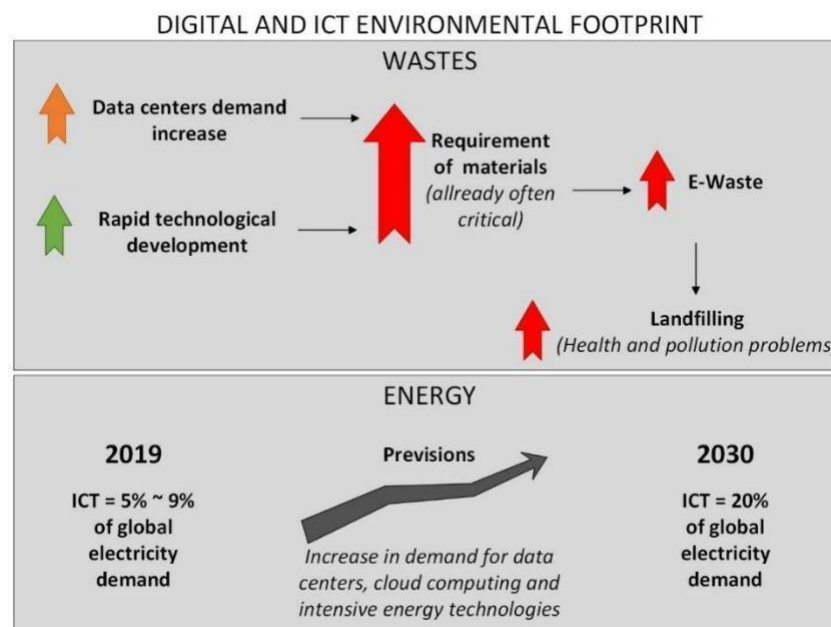 DIGITAL AND ICT ENVIRONMENTAL FOOTPRINT
WASTES
Data centers demand
increase
Rapid technological
development
Requirement
of materials
(allready often
critical)
E-Waste
Landfilling
(Health and pollution problems)
ENERGY
2019
ICT = 5% ~ 9%
of global
electricity
demand
Previsions
Increase in demand for data
centers, cloud computing and
intensive energy technologies
2030
ICT = 20%
of global
electricity
demand